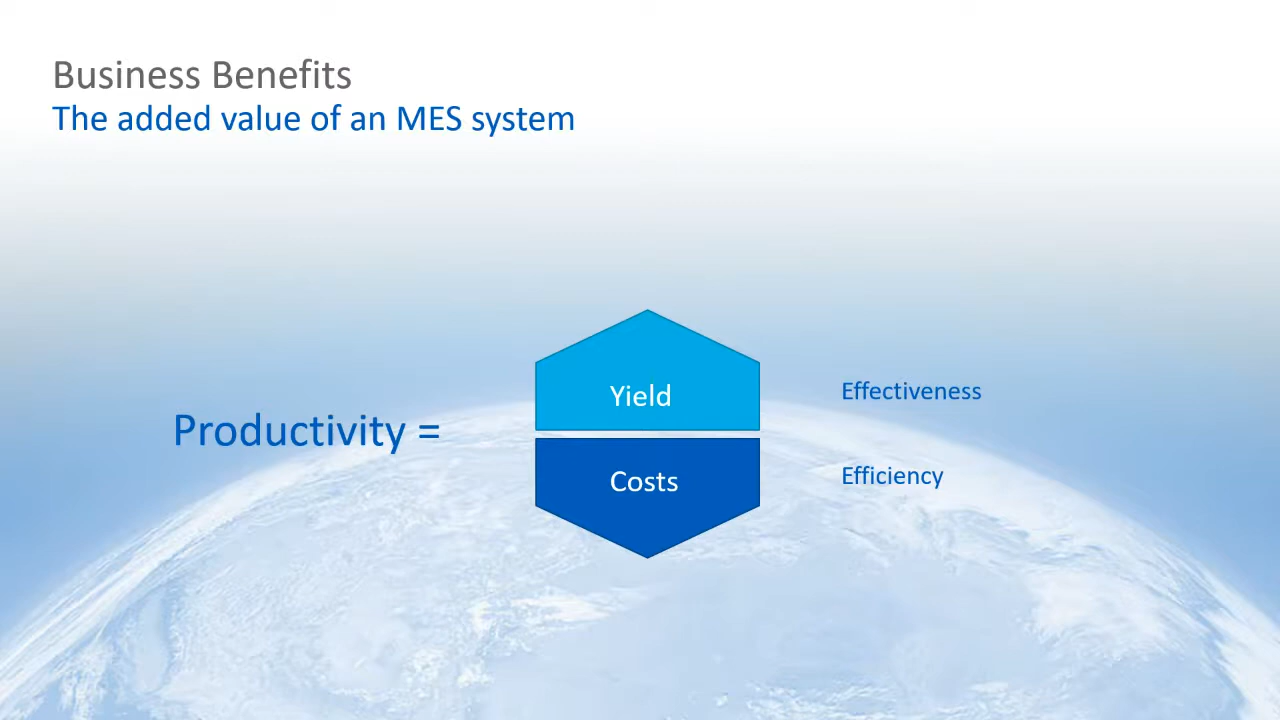 Business Benefits
The added value of an MES system
Yield
Effectiveness
Productivity =
Costs
Efficiency